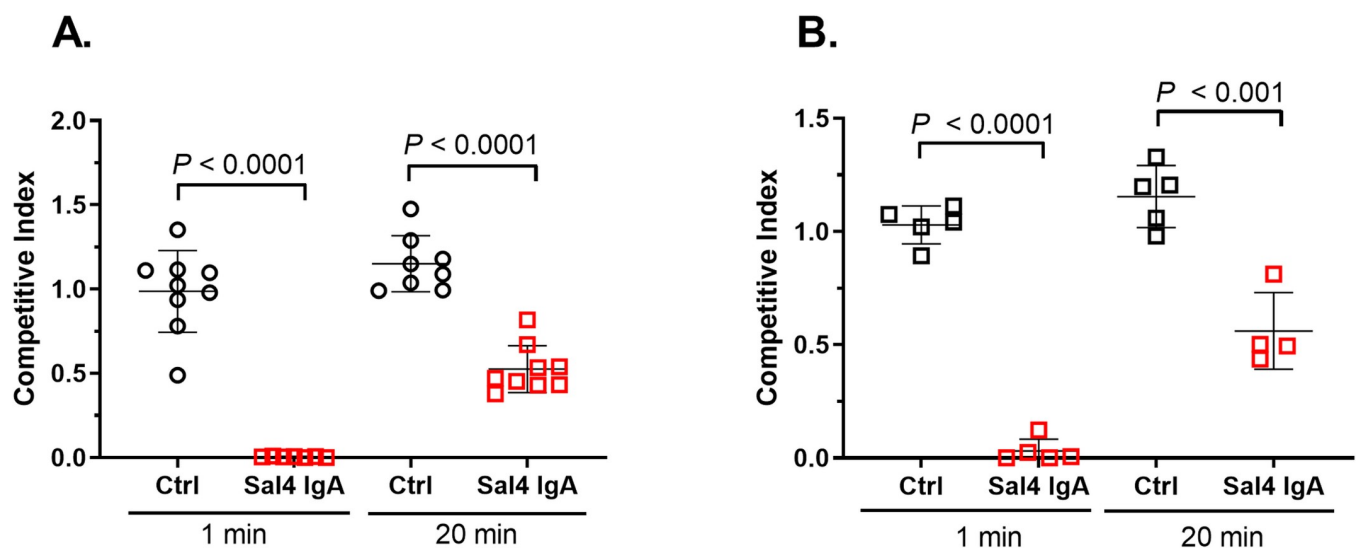 A.
Competitive Index
2.0
1.5
1.0
0.5
0.0
P < 0.0001
P < 0.0001
Ctrl
Sal4 IgA
Ctrl
Sal4 IgA
1 min
20 min
B.
Competitive Index
1.5
1.0
0.5
0.0
P < 0.0001
P < 0.001
Ctrl
Sal4 IgA
Ctrl
Sal4 IgA
1 min
20 min